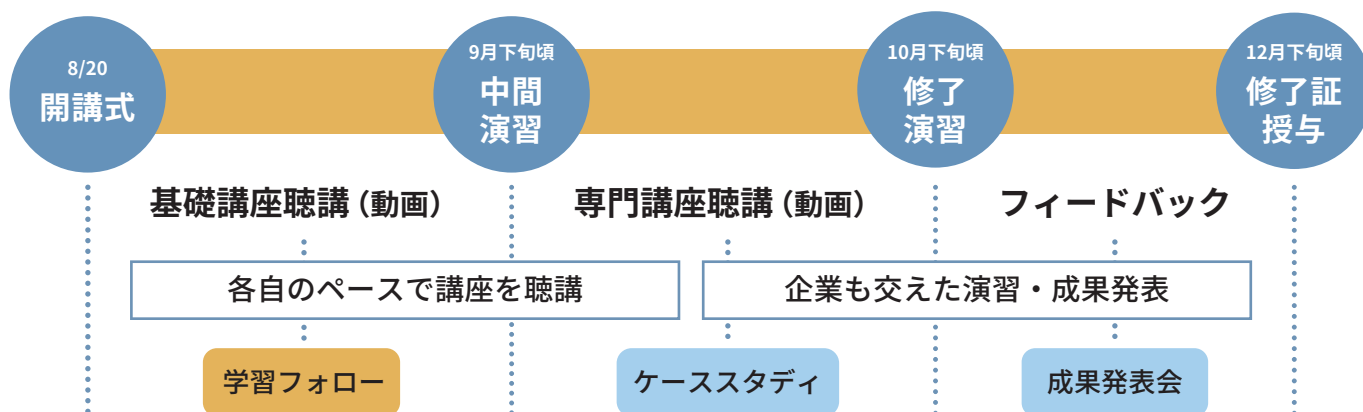 8/20
開講式
9月下旬頃
中間
演習
10月下旬頃
修了
演習
12月下旬頃
修了証
授与
基礎講座聴講（動画）
専門講座聴講（動画）
フィードバック
各自のペースで講座を聴講
企業も交えた演習・成果発表
学習フォロー
ケーススタディ
成果発表会